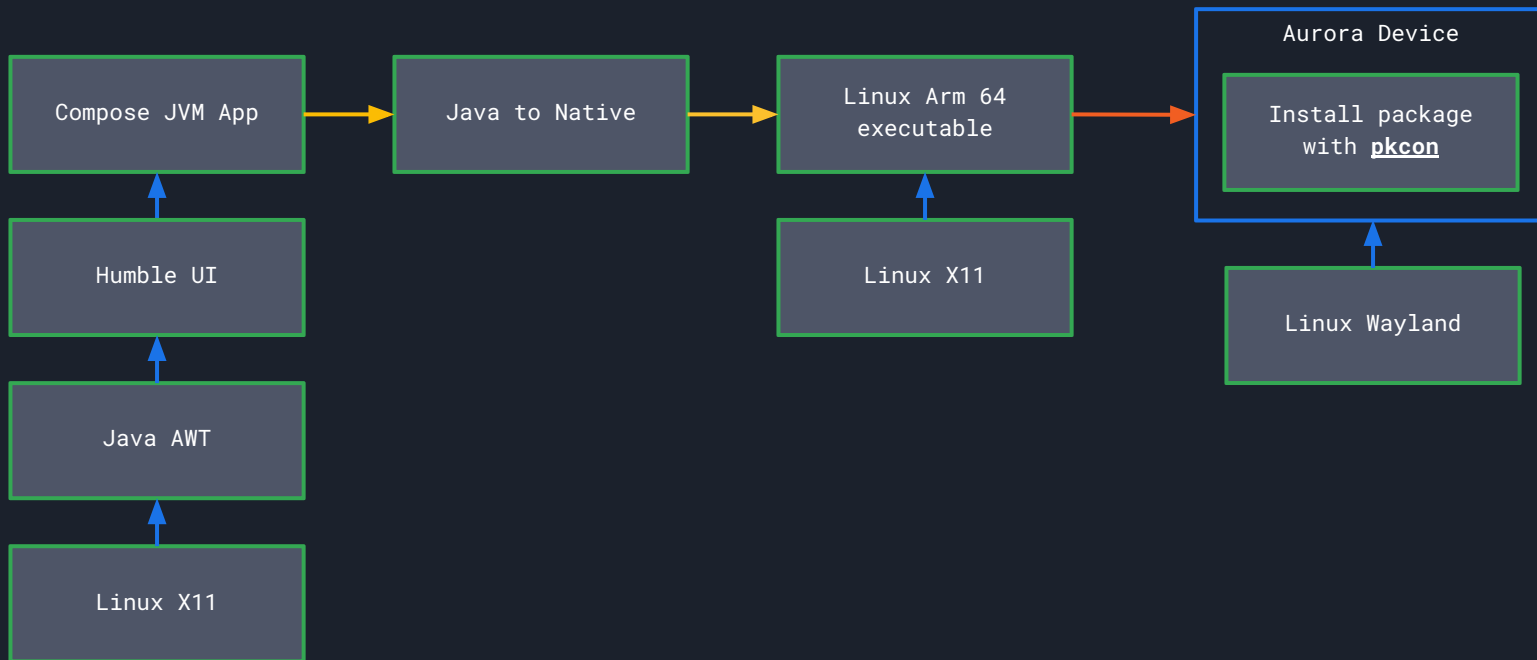 Aurora Device
Compose JVM App
Java to Native
Linux Arm 64
executable
Install package
with pkcon
Humble UI
Linux X11
Linux Wayland
Java AWT
Linux X11